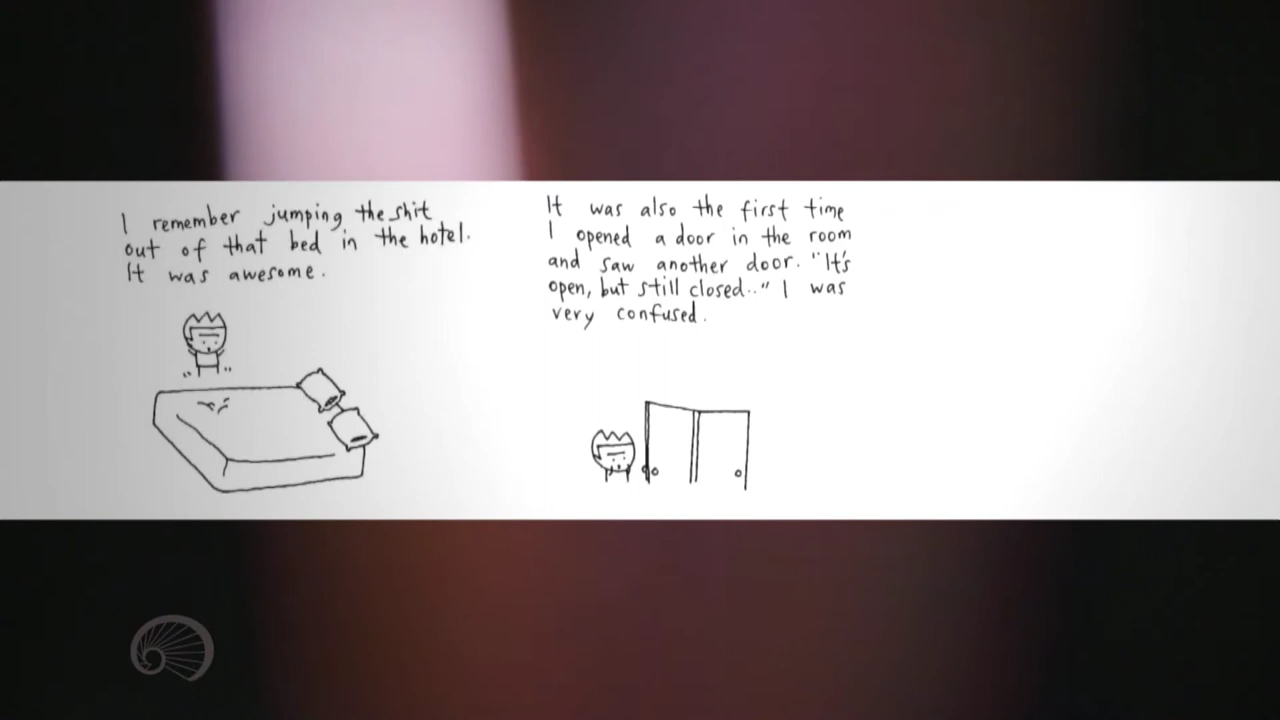 I remember jumping the shit
out of that bed in the hotel.
It was awesome.
It was also the first time
I opened a door in the room
and saw another door. "It's
open, but still closed.." I was
very confused.